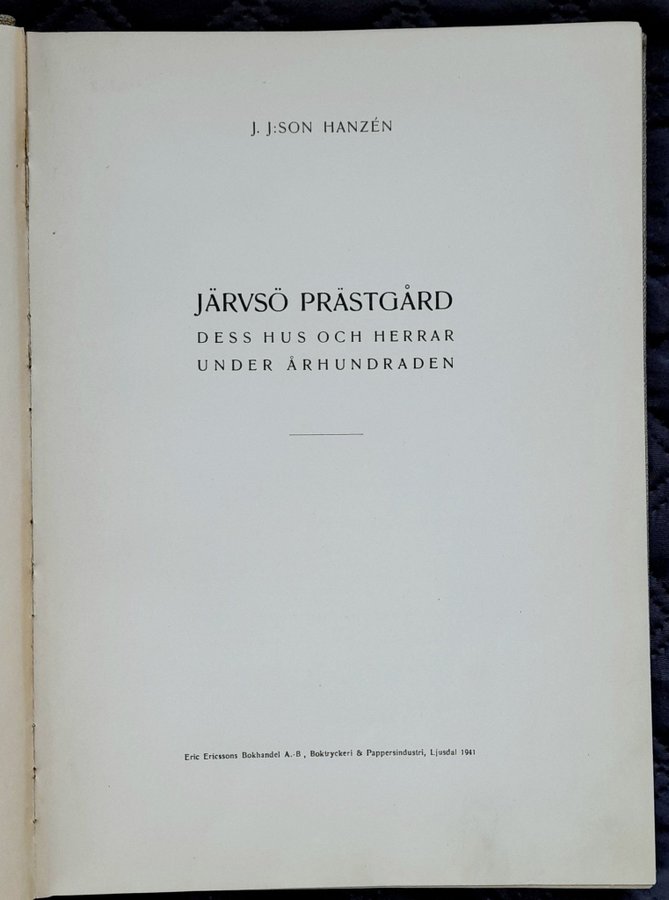 J. J:SON HANZÉN
JÄRVSÖ PRÄSTGÅRD
DESS HUS OCH HERRAR
UNDER ÅRHUNDRADEN
Eric Ericssons Bokhandel A.-B , Boktryckeri & Pappersindustri, Ljusdal 1941